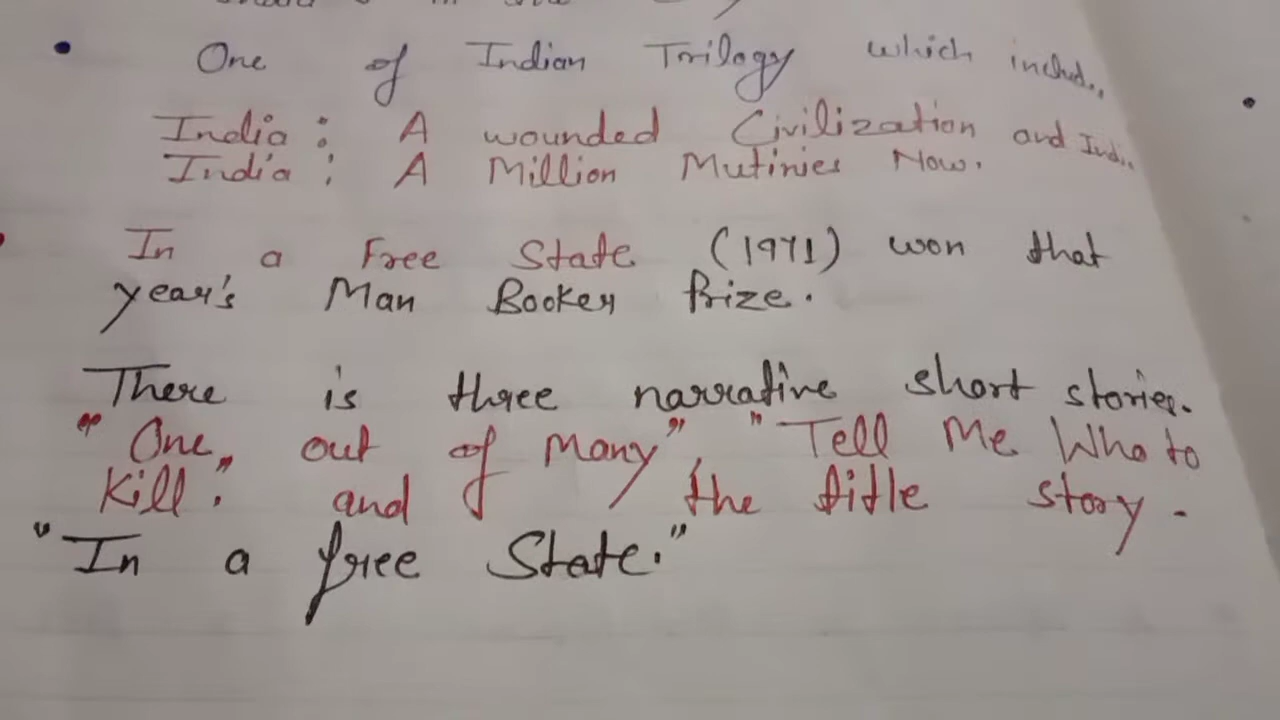 One of Indian Trilogy which includ..
India: A wounded Civilization and Indi..
India: A Million Mutinies Now.
In a Free State (1971) won that
year's Man Booker Prize.
There is three narrative short stories.
"One, out of Many", "Tell Me Who to
Kill," and the title story.
"In a free State."